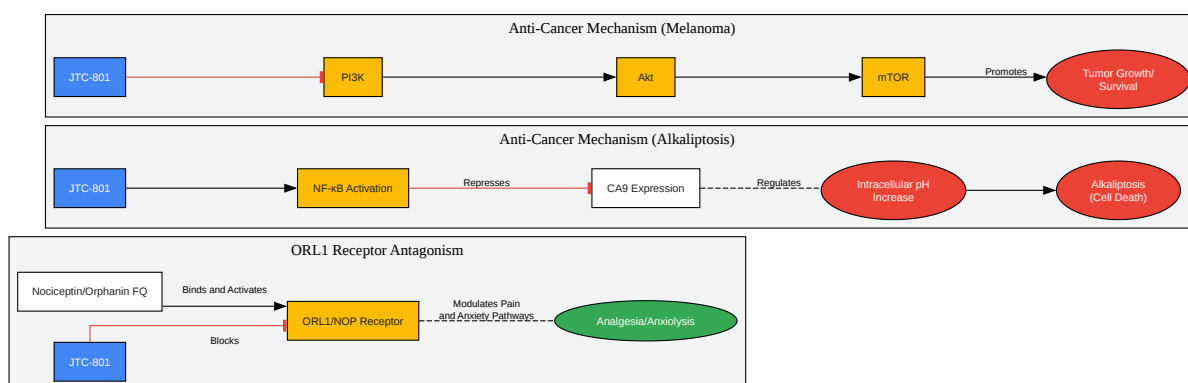 Anti-Cancer Mechanism (Melanoma)
JTC-801
PI3K
Akt
mTOR
Promotes
Tumor Growth/
Survival
Anti-Cancer Mechanism (Alkaliptosis)
JTC-801
NF-κB Activation
Represses
CA9 Expression
Regulates
Intracellular pH
Increase
Alkaliptosis
(Cell Death)
ORL1 Receptor Antagonism
Nociceptin/Orphanin FQ
Binds and Activates
JTC-801
Blocks
ORL1/NOP Receptor
Modulates Pain
and Anxiety Pathways
Analgesia/Anxiolysis